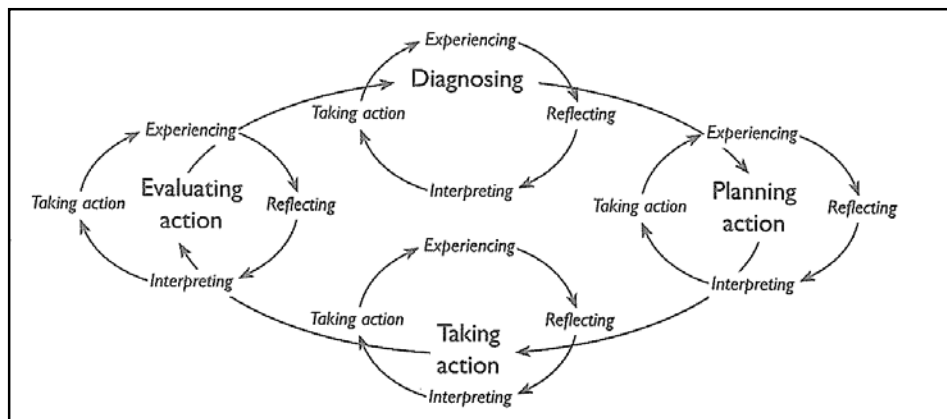 Experiencing
Diagnosing
Taking action
Reflecting
Interpreting
Experiencing
Evaluating
action
Taking action
Reflecting
Interpreting
Experiencing
Planning
action
Taking action
Reflecting
Interpreting
Experiencing
Taking action
Reflecting
Taking
action
Interpreting